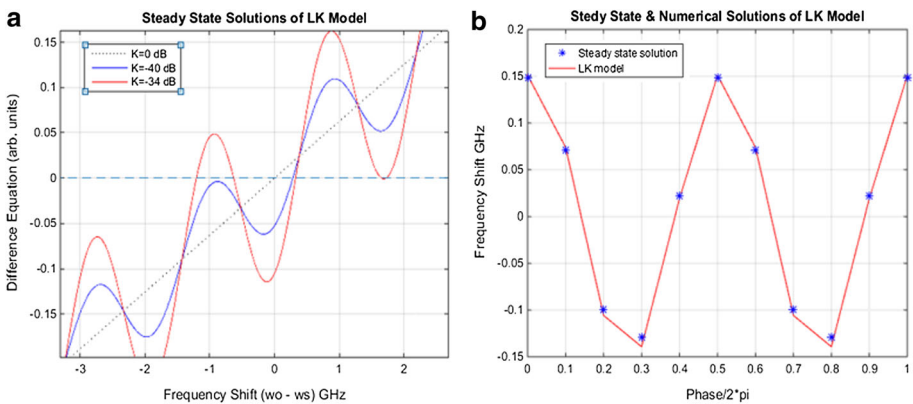 a
Steady State Solutions of LK Model
0.15
0.1
0.05
0
-0.05
-0.1
-0.15
K=0 dB
K=-40 dB
K=-34 dB
-3
-2
-1
0
1
2
Difference Equation (arb. units)
Frequency Shift (wo - ws) GHz
b
Stedy State & Numerical Solutions of LK Model
0.2
0.15
0.1
0.05
0
-0.05
-0.1
-0.15
Steady state solution
LK model
0
0.1
0.2
0.3
0.4
0.5
0.6
0.7
0.8
0.9
1
Frequency Shift GHz
Phase/2*pi